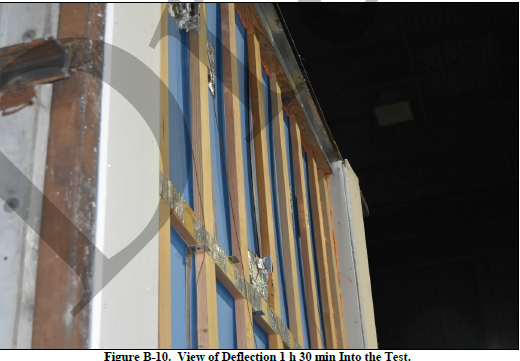 Figure B-10. View of Deflection 1 h 30 min Into the Test.